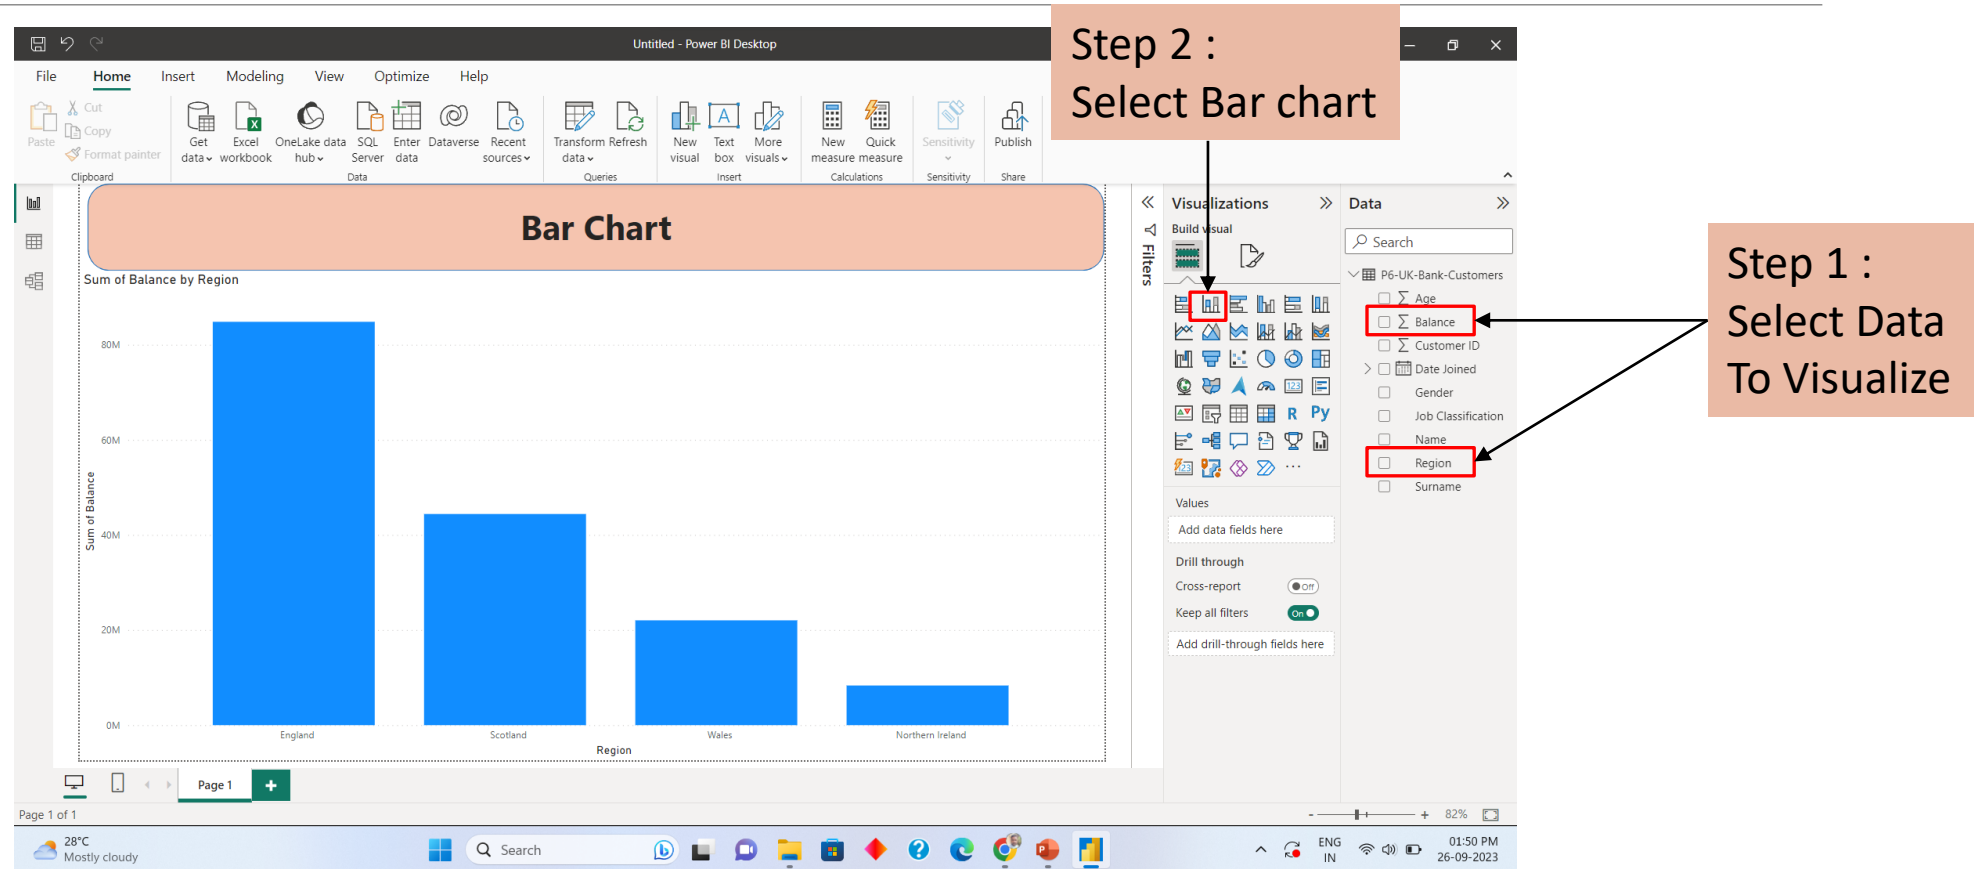 Step 2 :
Select Bar chart
Untitled - Power BI Desktop
File Home Insert Modeling View Optimize Help
Paste
Cut
Copy
Format painter
Get data
Excel workbook
OneLake data hub
SQL Server
Enter data
Dataverse
Recent sources
Transform data
Refresh
New visual
Text box
More visuals
New measure
Quick measure
Sensitivity
Publish
Clipboard Data Queries Insert Calculations Sensitivity Share
Bar Chart
Sum of Balance by Region
80M
60M
40M
20M
0M
Sum of Balance
England Scotland Wales Northern Ireland
Region
Filters
Visualizations
Build visual
R Py
123
123
Values
Add data fields here
Drill through
Cross-report Off
Keep all filters On
Add drill-through fields here
Data
Search
P6-UK-Bank-Customers
Age
Balance
Customer ID
Date Joined
Gender
Job Classification
Name
Region
Surname
Step 1 :
Select Data
To Visualize
Page 1
Page 1 of 1
82%
28°C
Mostly cloudy
Search
ENG
IN
01:50 PM
26-09-2023